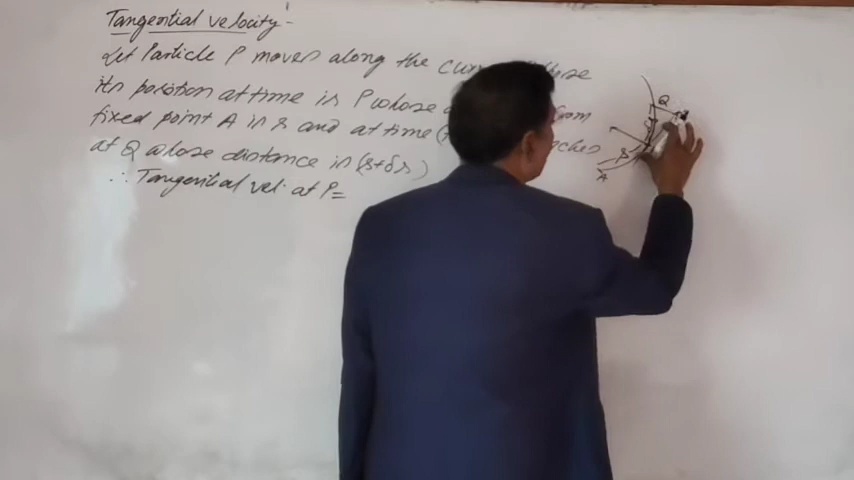 Tangential velocity:-
Let Particle P moves along the
its position at time is P whose
fixed point A is s and at time
at Q whose distance is (s+δs)
∴ Tangential vel. at P=
Q
A